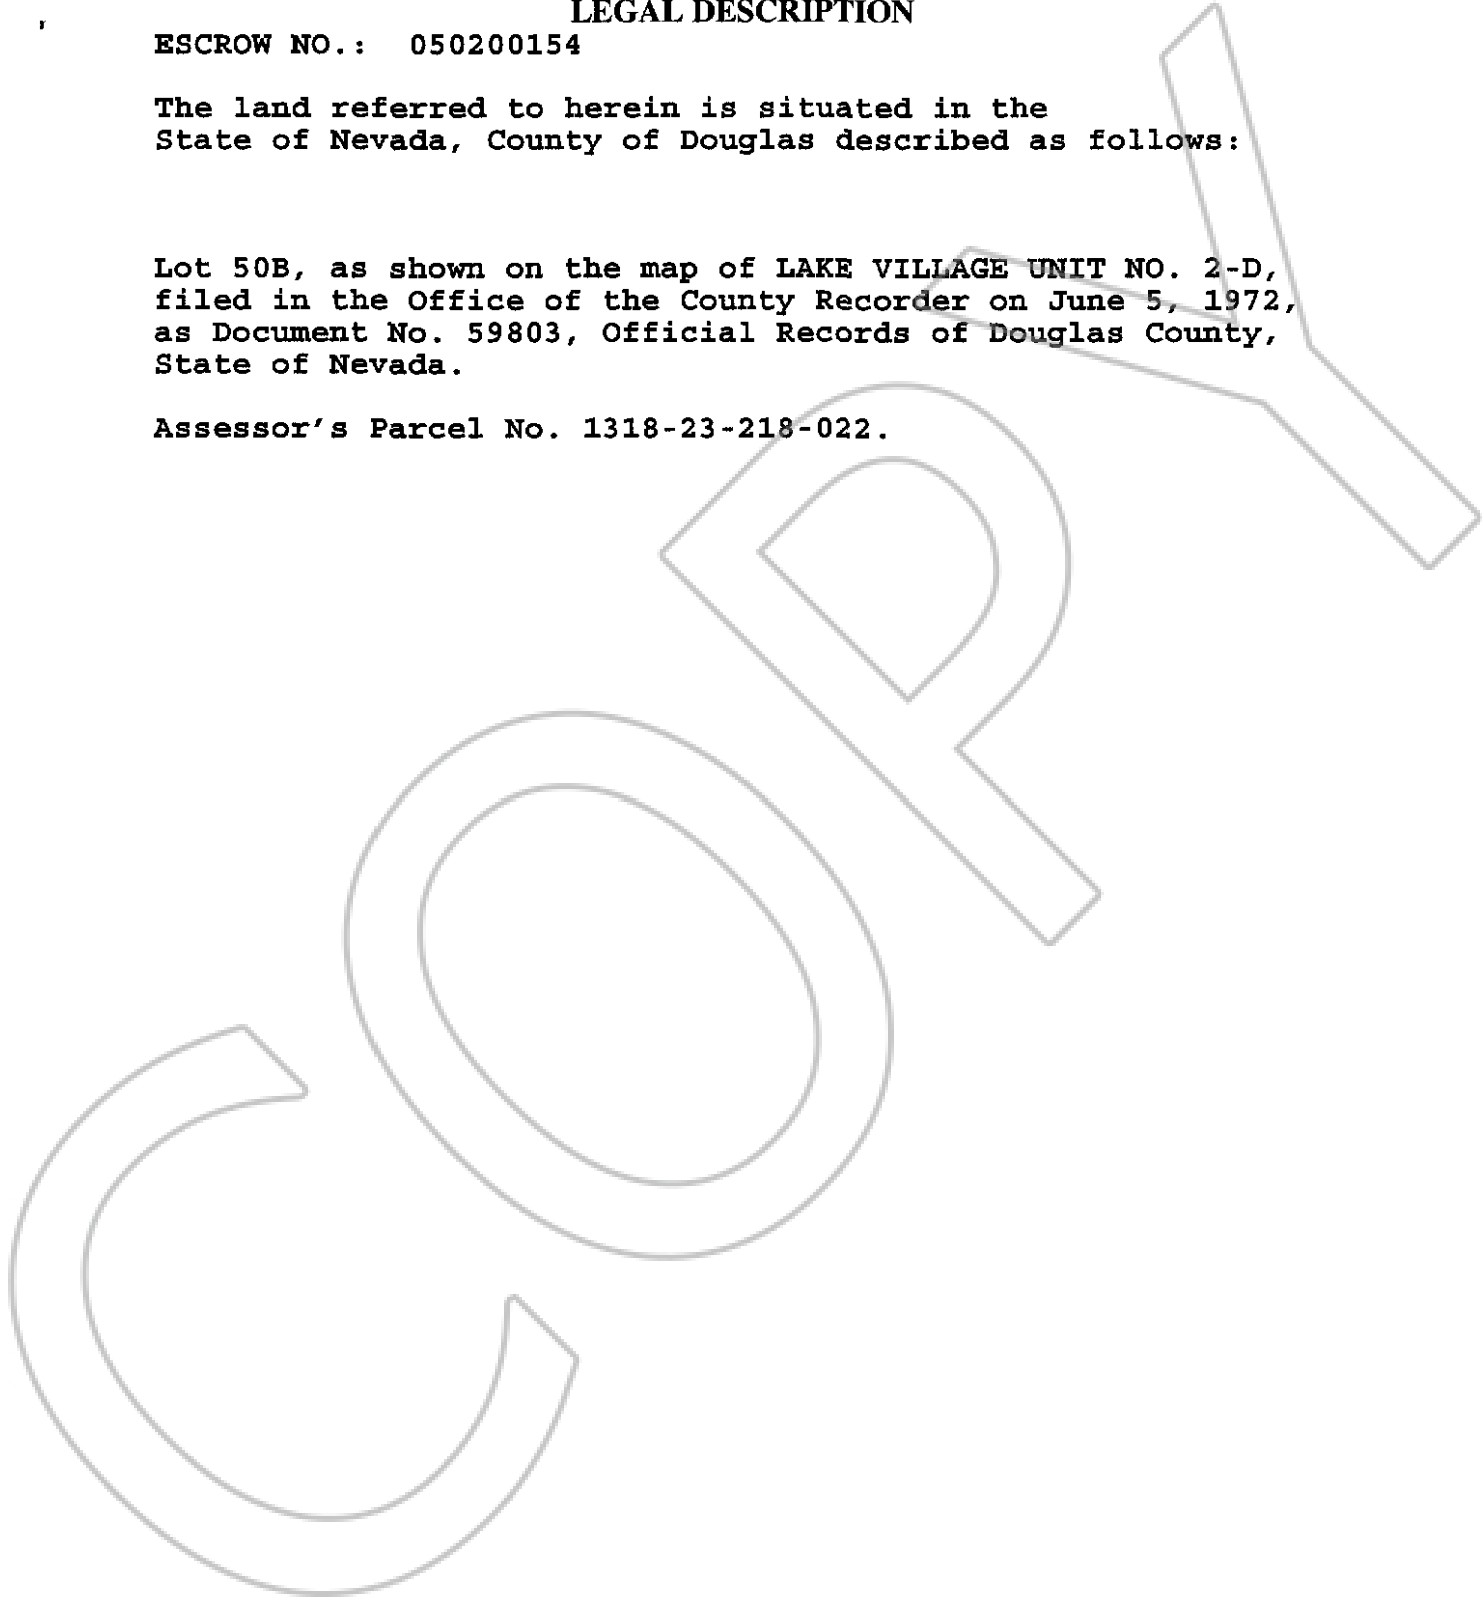 LEGAL DESCRIPTION
ESCROW NO.: 050200154
The land referred to herein is situated in the
State of Nevada, County of Douglas described as follows:
Lot 50B, as shown on the map of LAKE VILLAGE UNIT NO. 2-D,
filed in the Office of the County Recorder on June 5, 1972,
as Document No. 59803, Official Records of Douglas County,
State of Nevada.
Assessor's Parcel No. 1318-23-218-022.
COPY